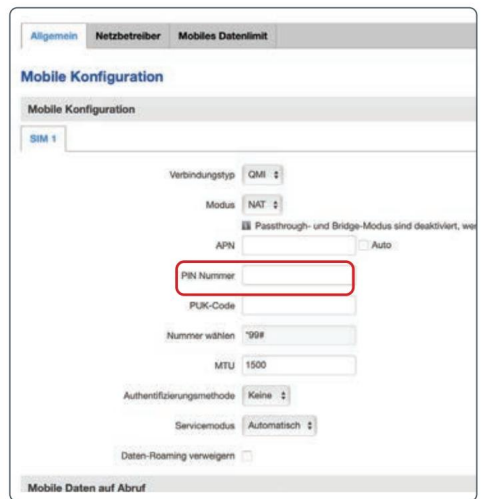 Allgemein Netzbetreiber Mobiles Datenlimit
Mobile Konfiguration
Mobile Konfiguration
SIM 1
Verbindungstyp QMI
Modus NAT
Passthrough- und Bridge-Modus sind deaktiviert, wer
APN Auto
PIN Nummer
PUK-Code
Nummer wählen *99#
MTU 1500
Authentifizierungsmethode Keine
Servicemodus Automatisch
Daten-Roaming verweigern
Mobile Daten auf Abruf